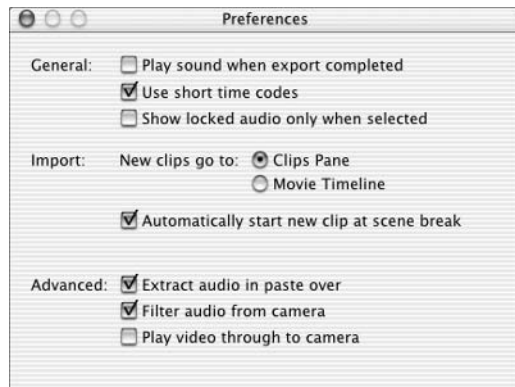 Preferences
General: Play sound when export completed
Use short time codes
Show locked audio only when selected
Import: New clips go to: Clips Pane
Movie Timeline
Automatically start new clip at scene break
Advanced: Extract audio in paste over
Filter audio from camera
Play video through to camera